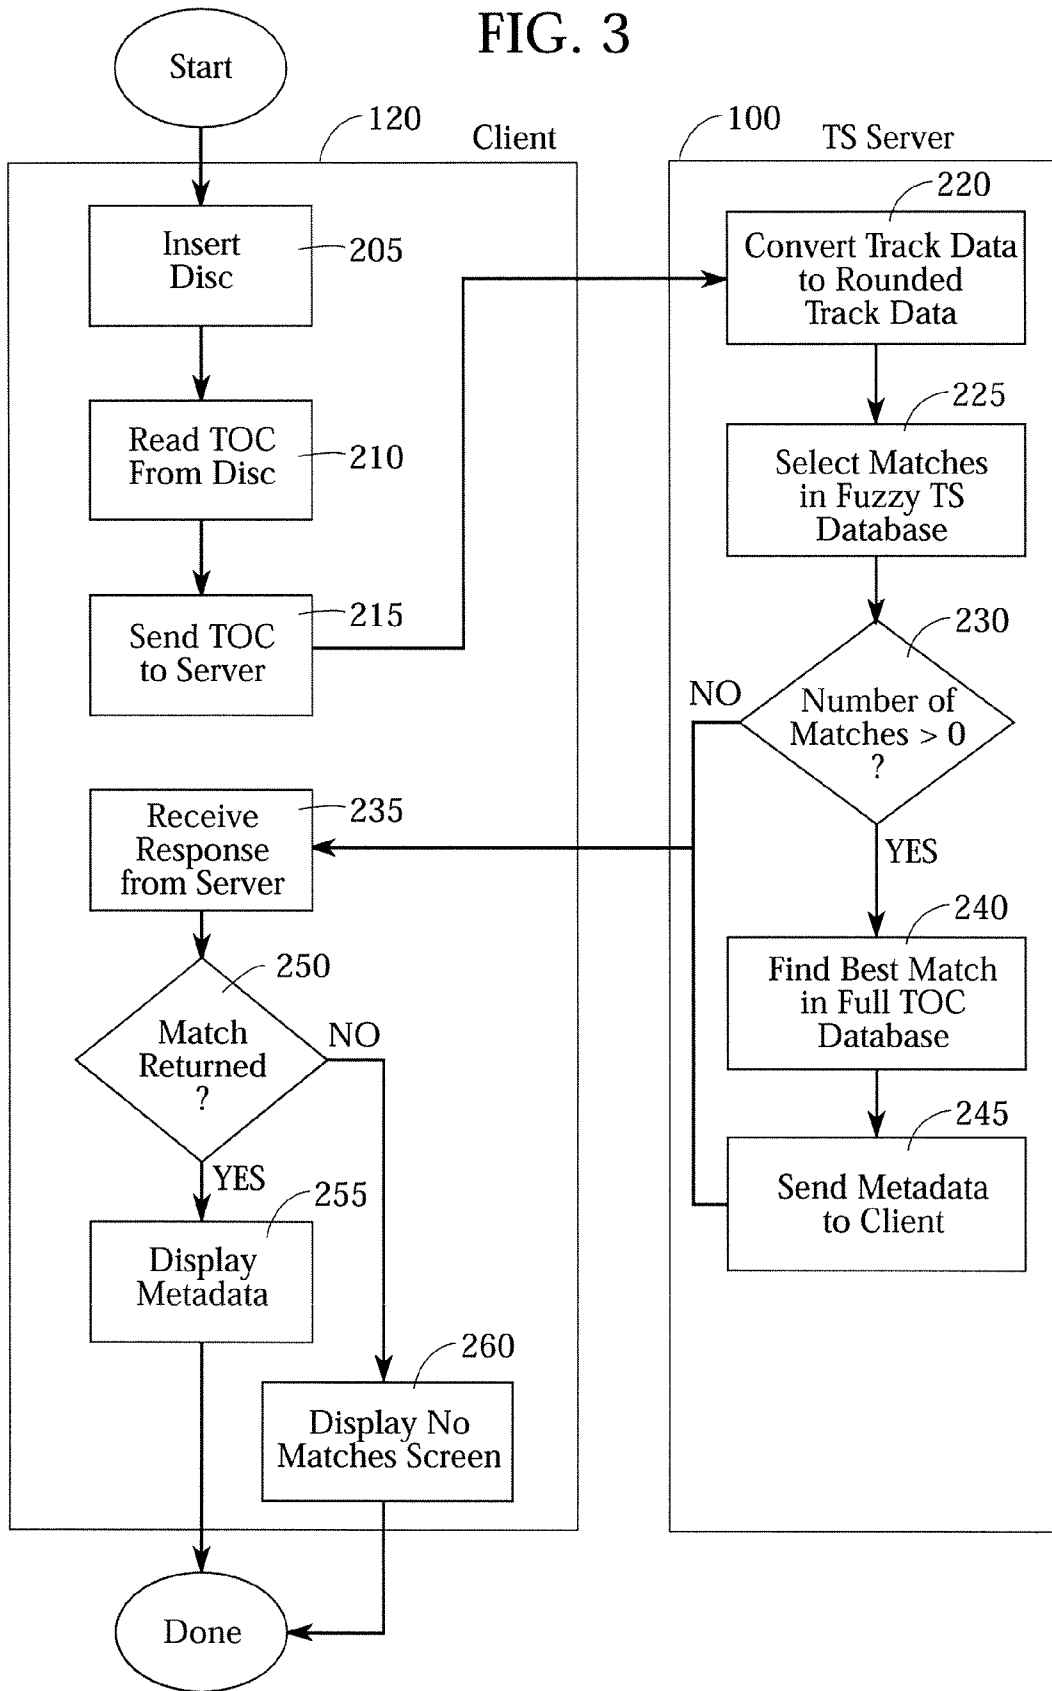 FIG. 3
Start
120
Client
Insert
Disc
205
Read TOC
From Disc
210
Send TOC
to Server
215
Receive
Response
from Server
235
Match
Returned
?
250
NO
YES
Display
Metadata
255
Display No
Matches Screen
260
Done
100
TS Server
220
Convert Track Data
to Rounded
Track Data
225
Select Matches
in Fuzzy TS
Database
230
Number of
Matches > 0
?
NO
YES
240
Find Best Match
in Full TOC
Database
245
Send Metadata
to Client